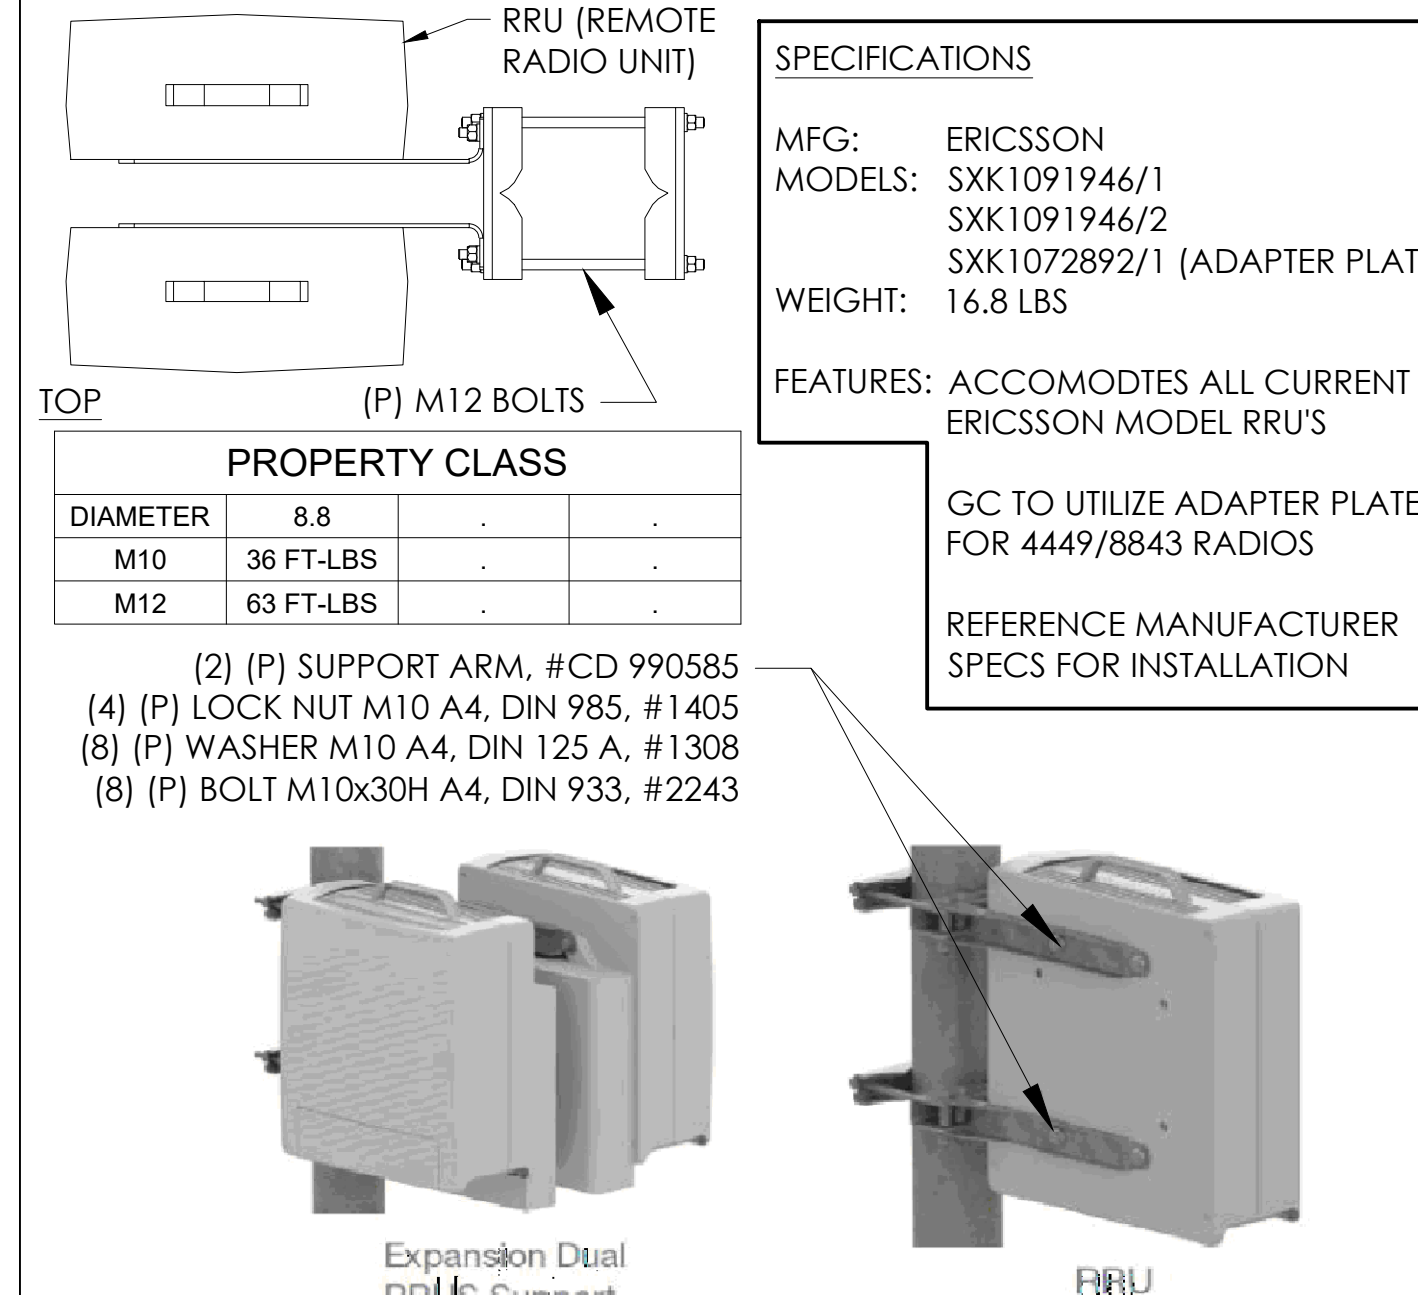 RRU (REMOTE
RADIO UNIT)
TOP
(P) M12 BOLTS
SPECIFICATIONS
MFG: ERICSSON
MODELS: SXK1091946/1
SXK1091946/2
SXK1072892/1 (ADAPTER PLAT
WEIGHT: 16.8 LBS
FEATURES: ACCOMODTES ALL CURRENT
ERICSSON MODEL RRU'S
GC TO UTILIZE ADAPTER PLATE
FOR 4449/8843 RADIOS
REFERENCE MANUFACTURER
SPECS FOR INSTALLATION
PROPERTY CLASS
DIAMETER 8.8 . .
M10 36 FT-LBS . .
M12 63 FT-LBS . .
(2) (P) SUPPORT ARM, #CD 990585
(4) (P) LOCK NUT M10 A4, DIN 985, #1405
(8) (P) WASHER M10 A4, DIN 125 A, #1308
(8) (P) BOLT M10x30H A4, DIN 933, #2243
Expansion Dual
RRUS Support
RRU